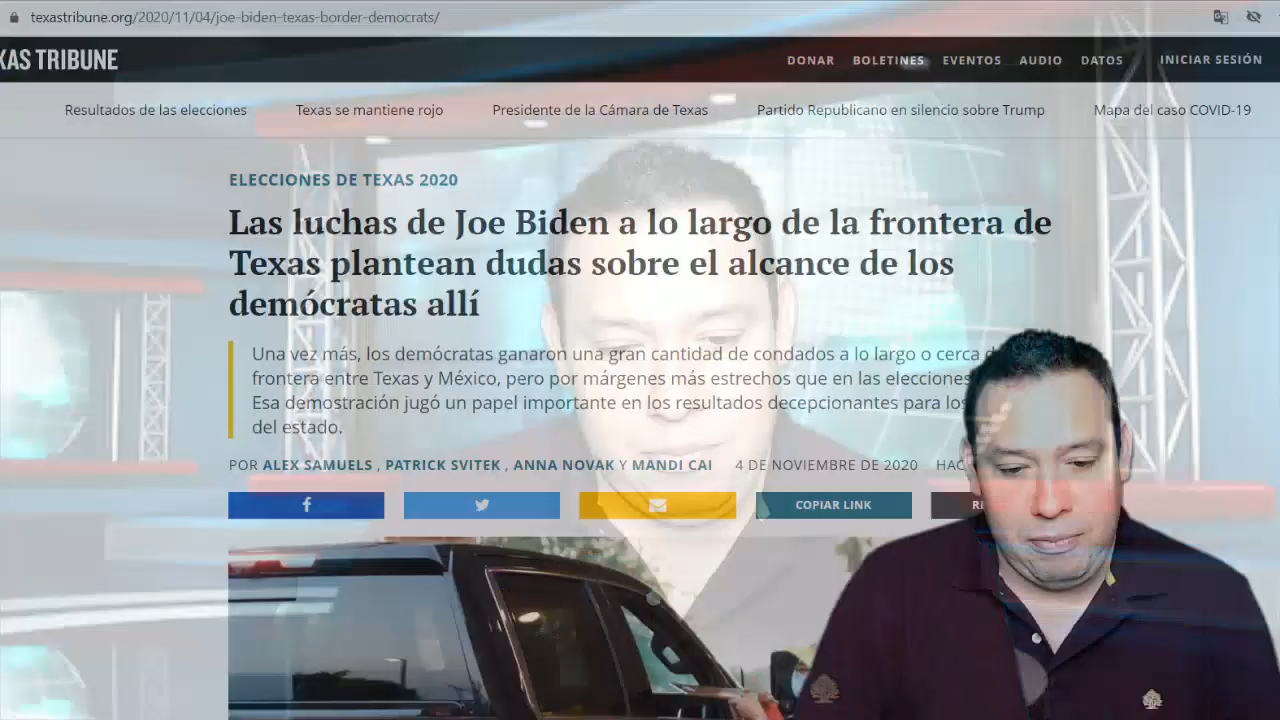 texastribune.org/2020/11/04/joe-biden-texas-border-democrats/
XAS TRIBUNE
DONAR BOLETINES EVENTOS AUDIO DATOS INICIAR SESIÓN
Resultados de las elecciones Texas se mantiene rojo Presidente de la Cámara de Texas Partido Republicano en silencio sobre Trump Mapa del caso COVID-19
ELECCIONES DE TEXAS 2020
Las luchas de Joe Biden a lo largo de la frontera de
Texas plantean dudas sobre el alcance de los
demócratas allí
Una vez más, los demócratas ganaron una gran cantidad de condados a lo largo o cerca
frontera entre Texas y México, pero por márgenes más estrechos que en las elecciones
Esa demostración jugó un papel importante en los resultados decepcionantes para
del estado.
POR ALEX SAMUELS , PATRICK SVITEK , ANNA NOVAK Y MANDI CAI 4 DE NOVIEMBRE DE 2020
COPIAR LINK